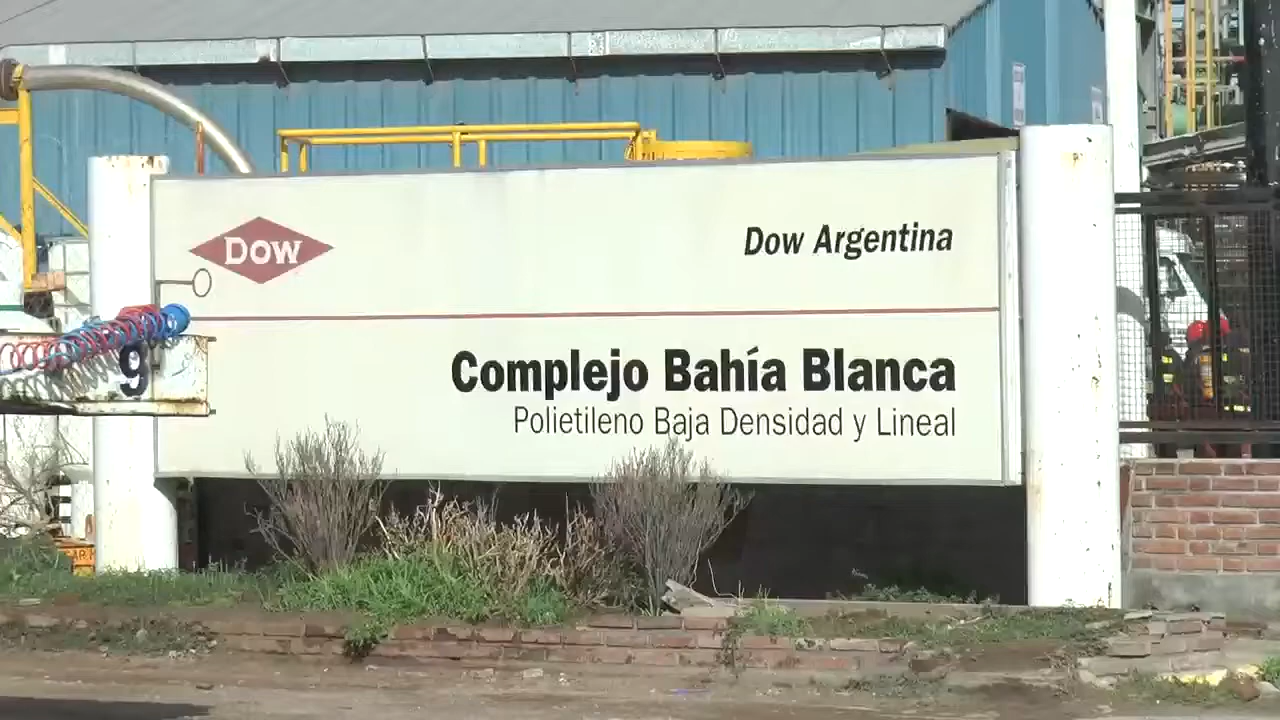 Dow
Dow Argentina
Complejo Bahía Blanca
Polietileno Baja Densidad y Lineal
9